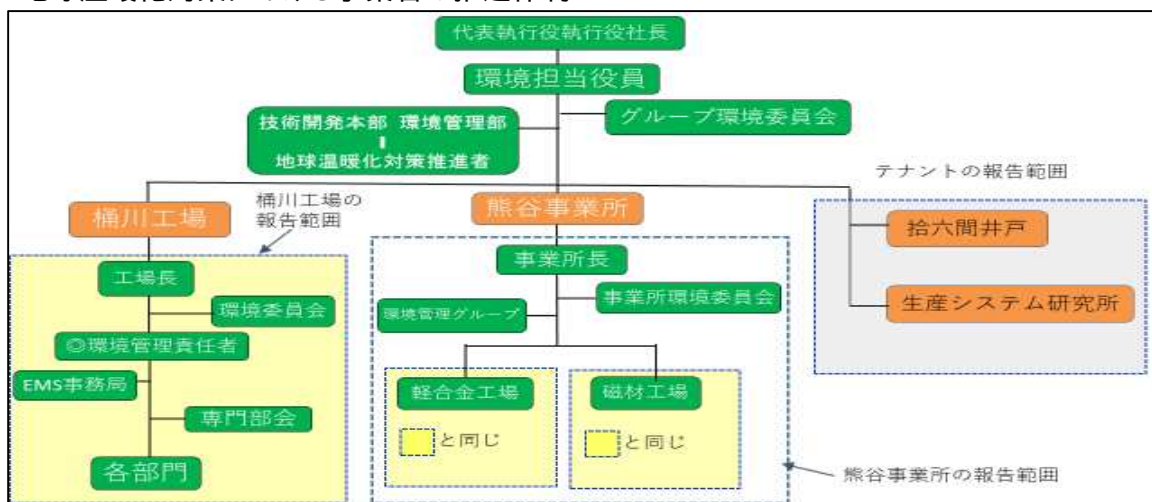 代表執行役執行役社長
環境担当役員
技術開発本部 環境管理部
地球温暖化対策推進者
グループ環境委員会
テナントの報告範囲
桶川工場の
報告範囲
桶川工場
熊谷事業所
拾六間井戸
生産システム研究所
工場長
環境委員会
◎環境管理責任者
EMS事務局
専門部会
各部門
事業所長
事業所環境委員会
環境管理グループ
軽合金工場
磁材工場
と同じ
と同じ
熊谷事業所の報告範囲